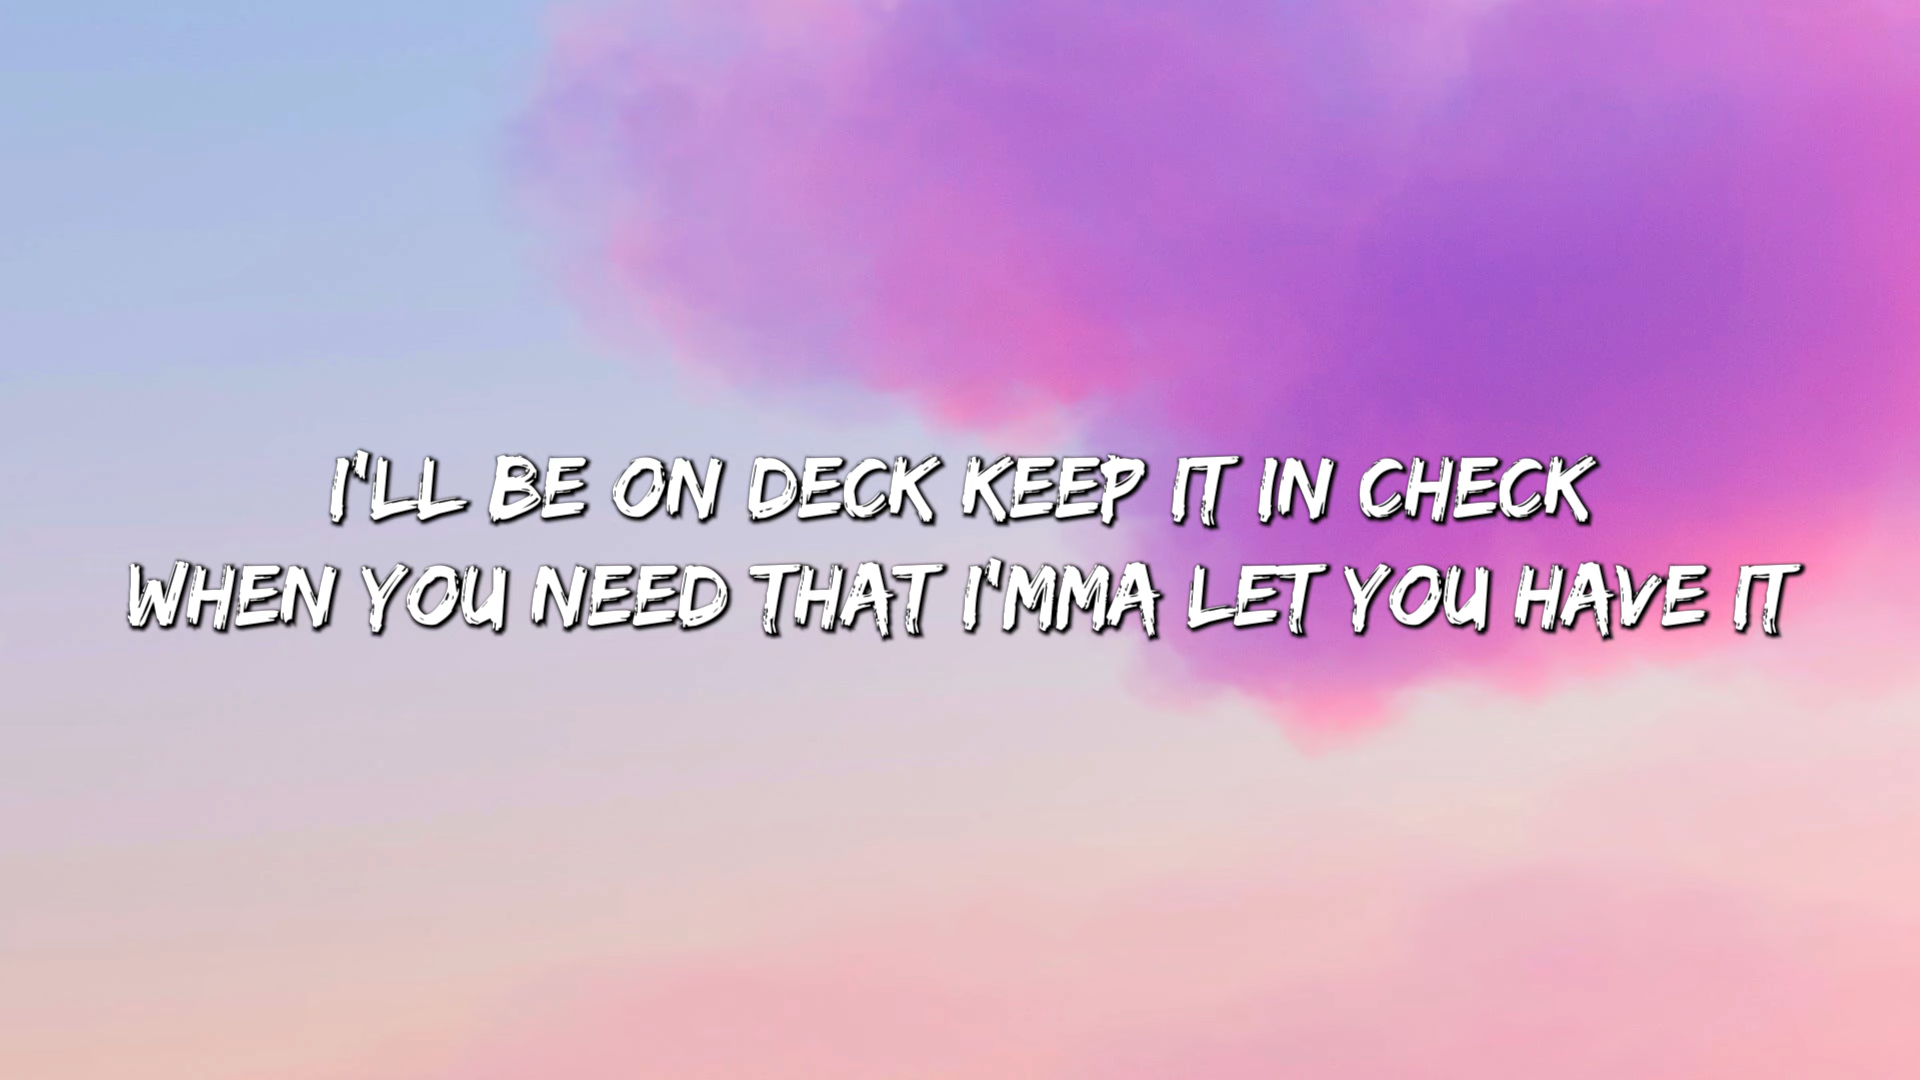 I'LL BE ON DECK KEEP IT IN CHECK
WHEN YOU NEED THAT I'MMA LET YOU HAVE IT